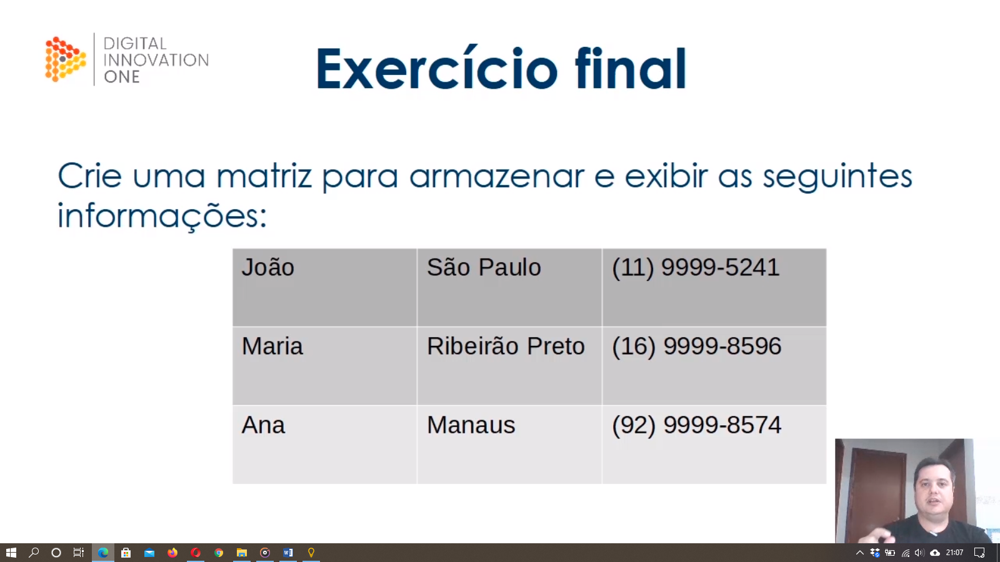 DIGITAL
INNOVATION
ONE
Exercício final
Crie uma matriz para armazenar e exibir as seguintes
informações:
João São Paulo (11) 9999-5241
Maria Ribeirão Preto (16) 9999-8596
Ana Manaus (92) 9999-8574
21:07